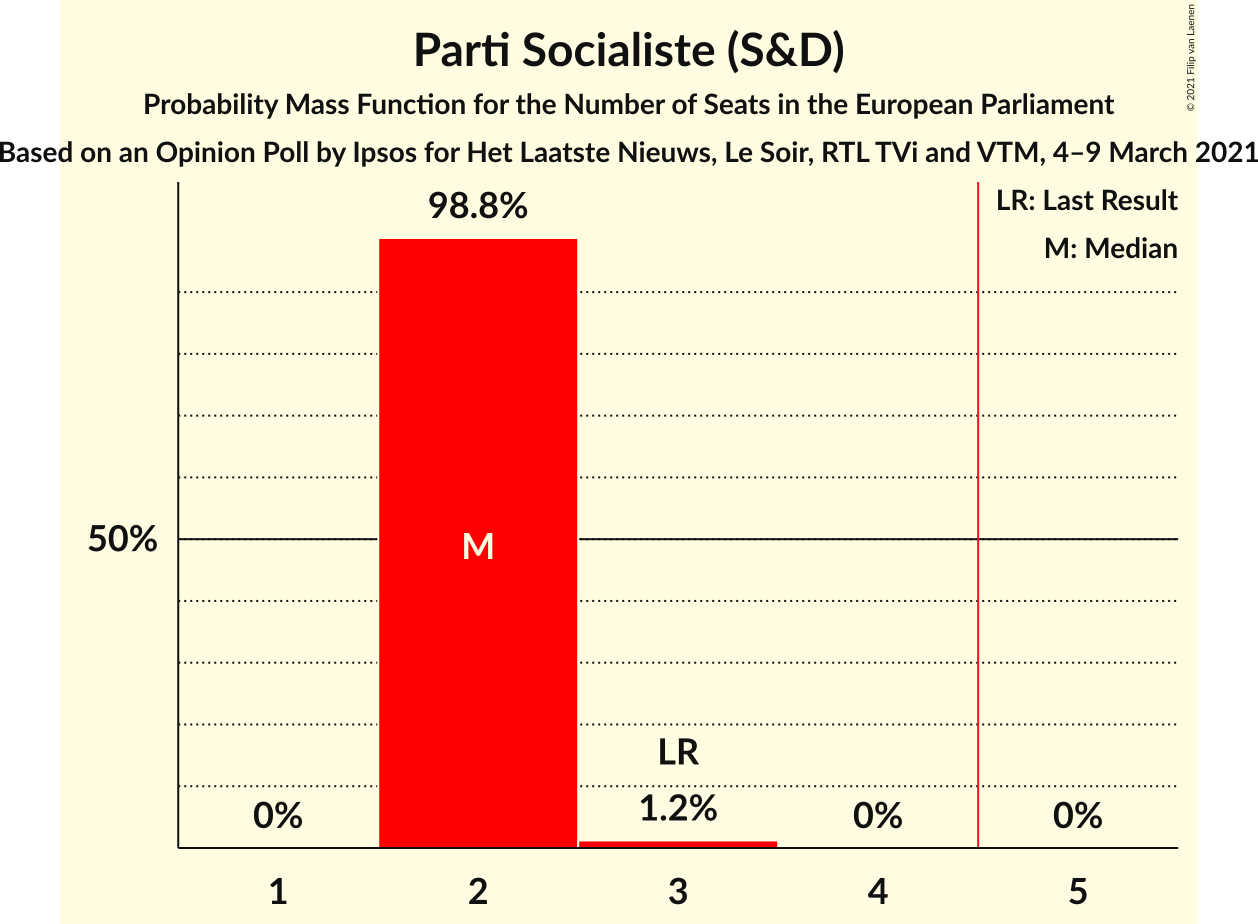 Parti Socialiste (S&D)
Probability Mass Function for the Number of Seats in the European Parliament
Based on an Opinion Poll by Ipsos for Het Laatste Nieuws, Le Soir, RTL TVi and VTM, 4–9 March 2021
© 2021 Filip van Laenen
LR: Last Result
M: Median
98.8%
50%
M
LR
0%
1.2%
0%
0%
1 2 3 4 5